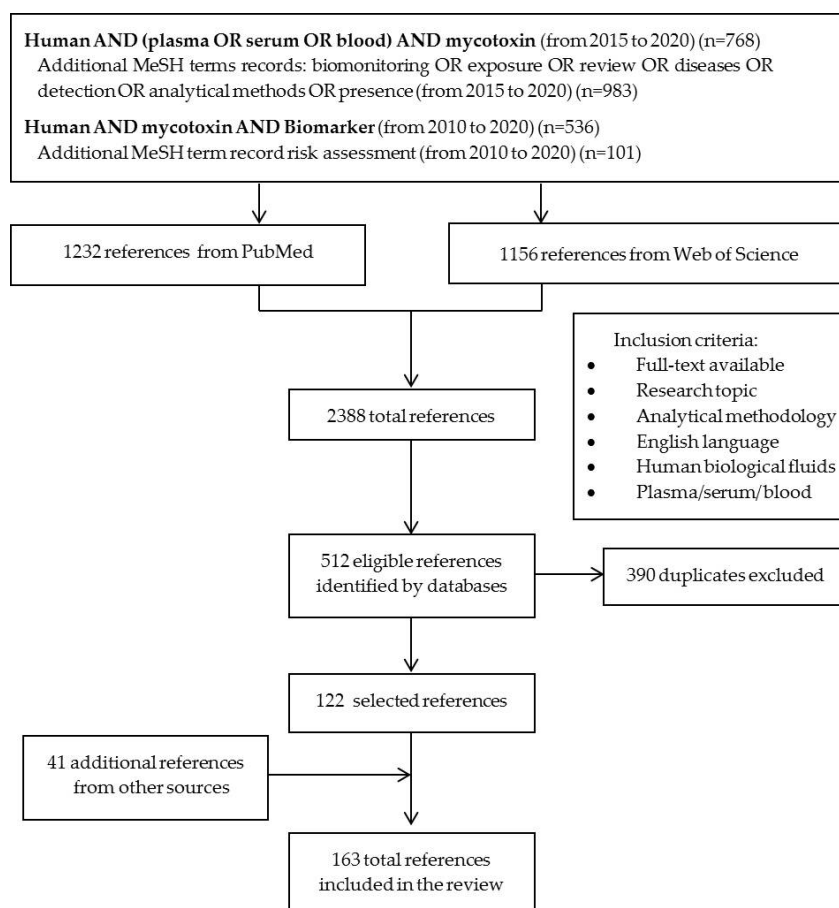 Human AND (plasma OR serum OR blood) AND mycotoxin (from 2015 to 2020) (n=768)
Additional MeSH terms records: biomonitoring OR exposure OR review OR diseases OR
detection OR analytical methods OR presence (from 2015 to 2020) (n=983)
Human AND mycotoxin AND Biomarker (from 2010 to 2020) (n=536)
Additional MeSH term record risk assessment (from 2010 to 2020) (n=101)
1232 references from PubMed
1156 references from Web of Science
Inclusion criteria:
• Full-text available
• Research topic
• Analytical methodology
• English language
• Human biological fluids
• Plasma/serum/blood
2388 total references
512 eligible references
identified by databases
390 duplicates excluded
122 selected references
41 additional references
from other sources
163 total references
included in the review